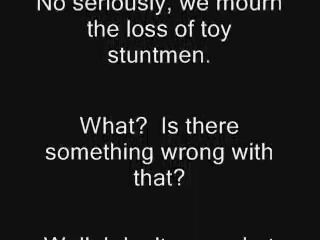 No seriously, we mourn
the loss of toy
stuntmen.
What?  Is there
something wrong with
that?